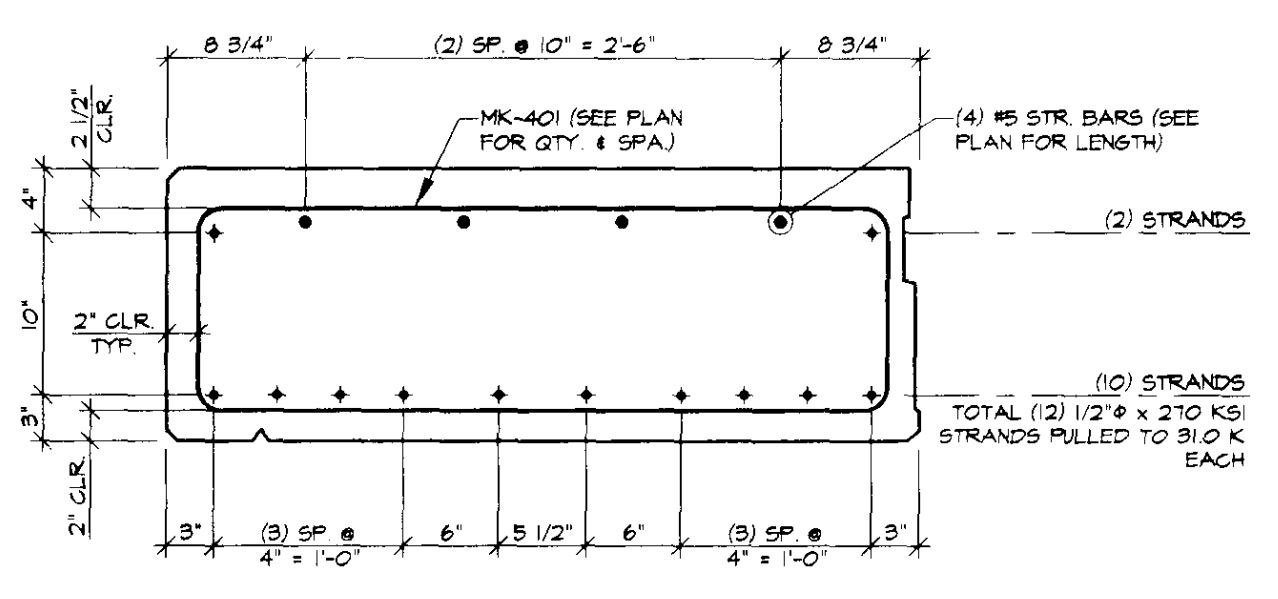 8 3/4"
(2) SP. @ 10" = 2'-6"
8 3/4"
2 1/2"
CLR.
MK-401 (SEE PLAN
FOR QTY. & SPA.)
(4) #5 STR. BARS (SEE
PLAN FOR LENGTH)
4"
(2) STRANDS
10"
2" CLR.
TYP.
3"
(10) STRANDS
TOTAL (12) 1/2"Φ x 270 KSI
STRANDS PULLED TO 31.0 K
EACH
2" CLR.
3"
(3) SP. @
4" = 1'-0"
6"
5 1/2"
6"
(3) SP. @
4" = 1'-0"
3"